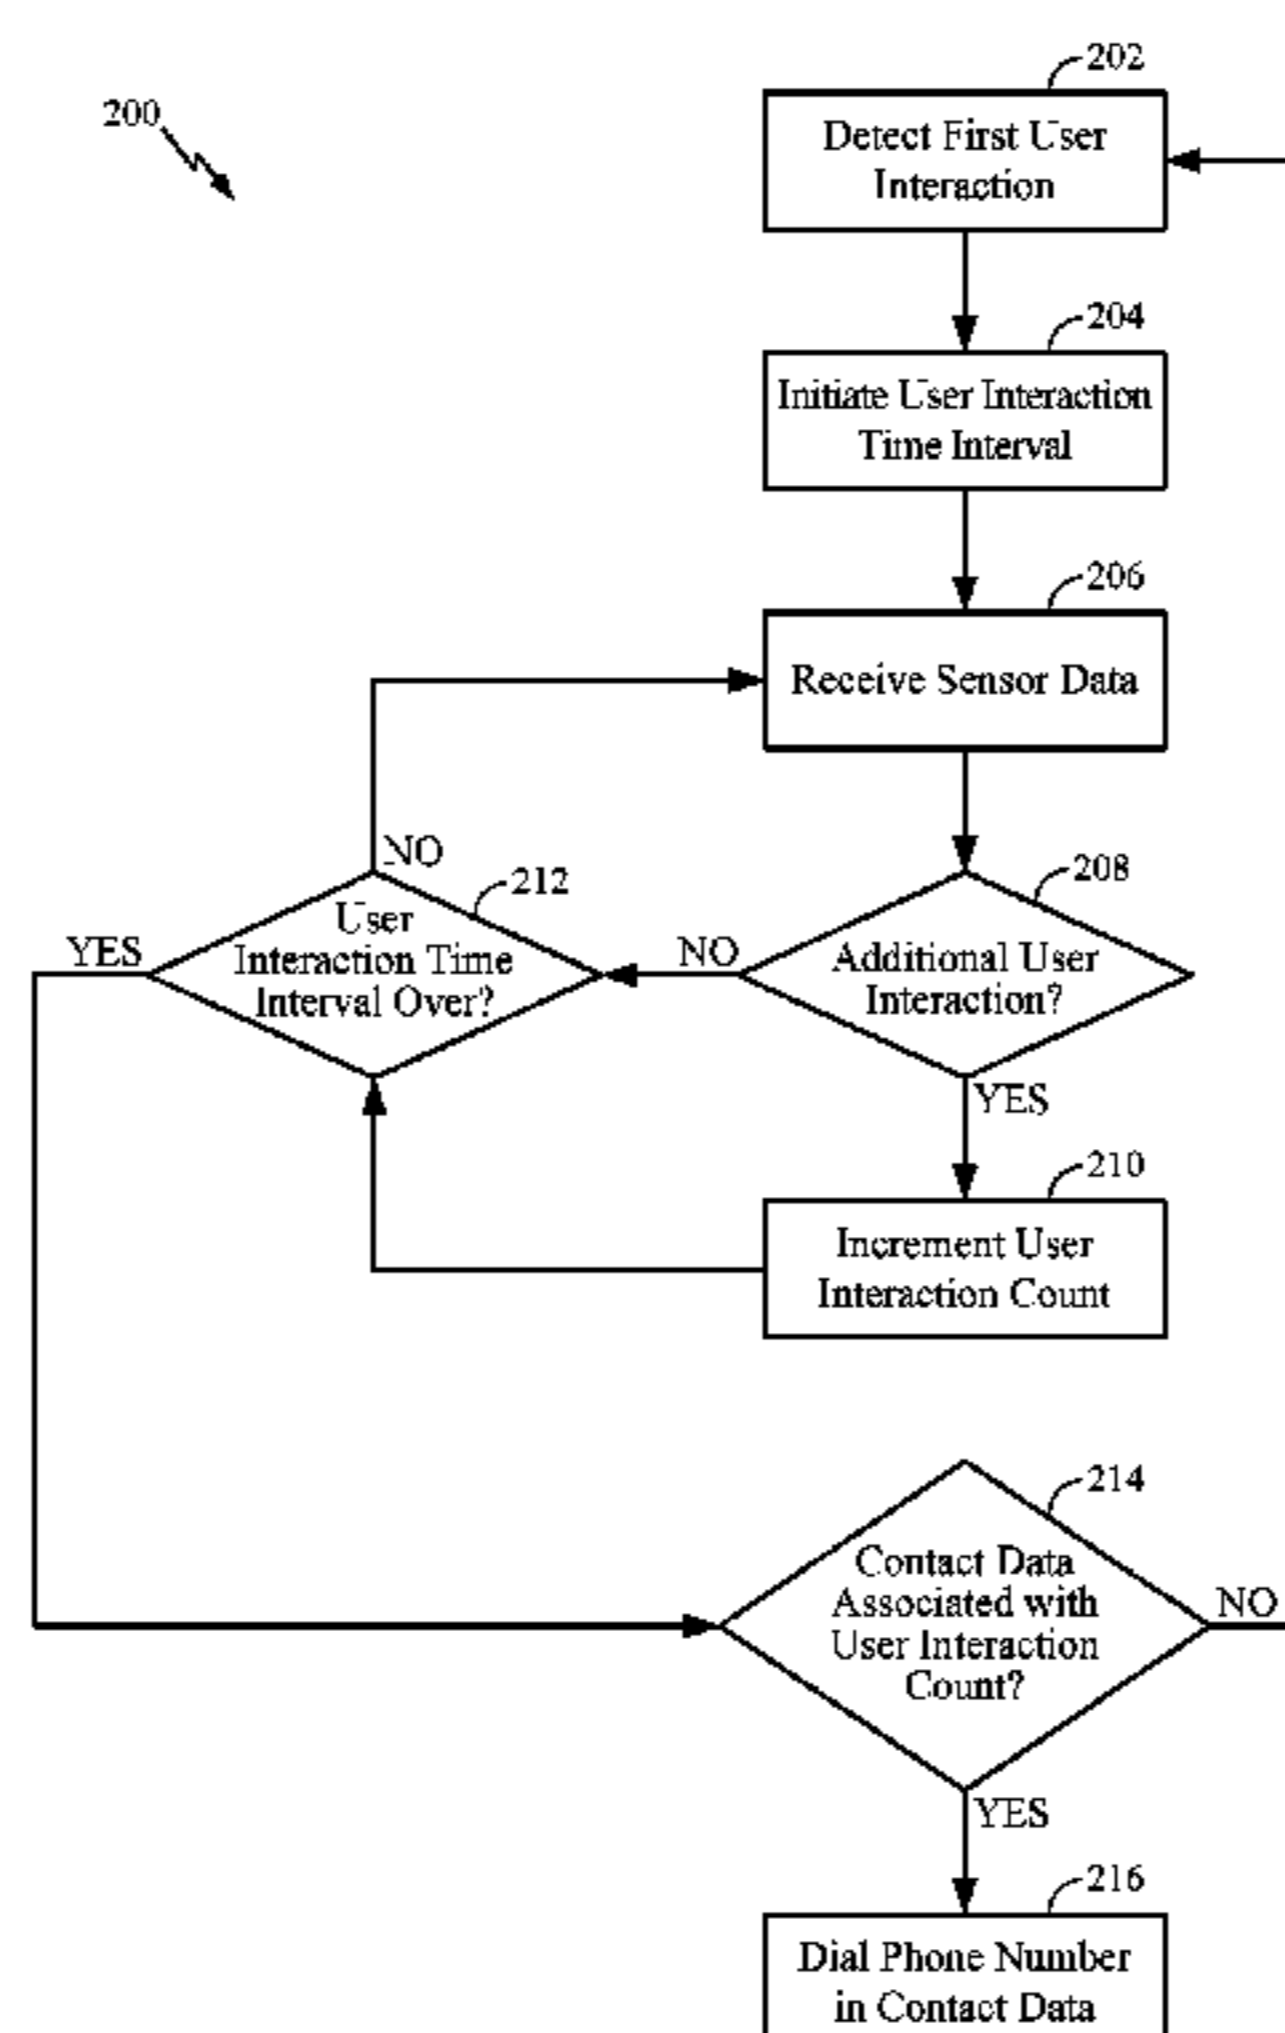 200
202
Detect First User
Interaction
204
Initiate User Interaction
Time Interval
206
Receive Sensor Data
NO
212
User
Interaction Time
Interval Over?
YES
NO
208
Additional User
Interaction?
YES
210
Increment User
Interaction Count
214
Contact Data
Associated with
User Interaction
Count?
NO
YES
216
Dial Phone Number
in Contact Data